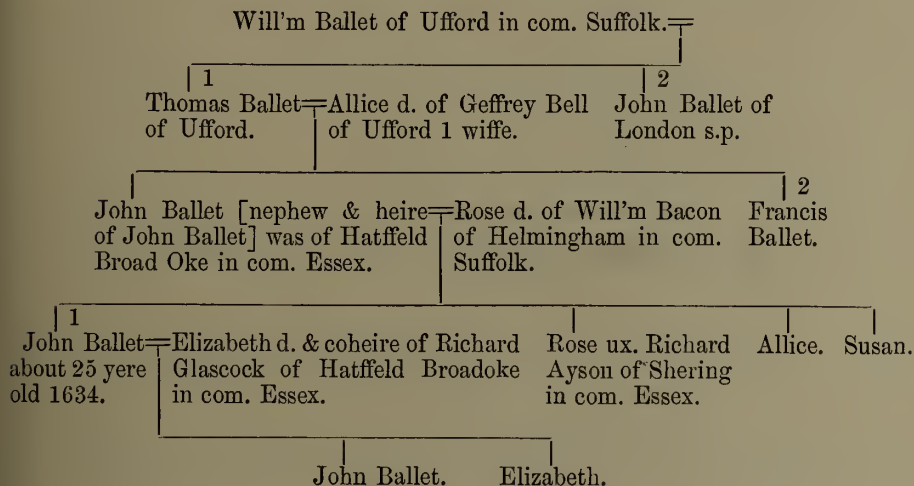 Will'm Ballet of Ufford in com. Suffolk.
1
2
Thomas Ballet Allice d. of Geffrey Bell John Ballet of
of Ufford. of Ufford 1 wiffe. London s.p.
2
John Ballet [nephew & heire Rose d. of Will'm Bacon Francis
of John Ballet] was of Hatffeld of Helmingham in com. Ballet.
Broad Oke in com. Essex. Suffolk.
1
John Ballet Elizabeth d. & coheire of Richard Rose ux. Richard Allice. Susan.
about 25 yere Glascock of Hatffeld Broadoke Ayson of Shering
old 1634. in com. Essex. in com. Essex.
John Ballet. Elizabeth.